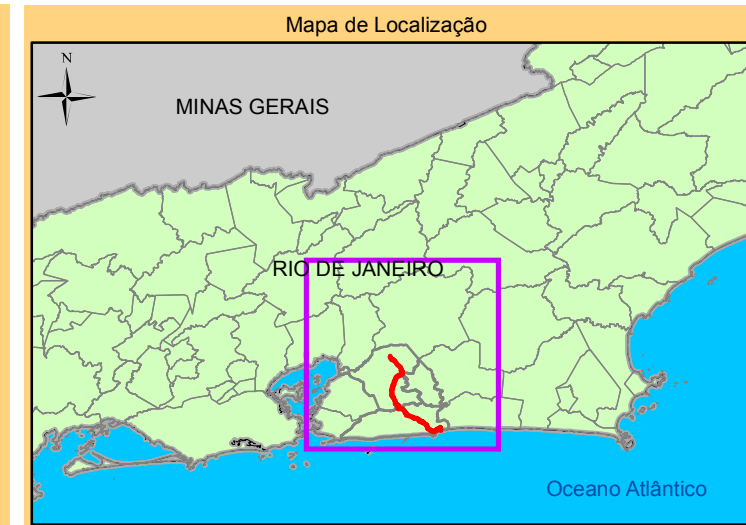 Mapa de Localização
N
MINAS GERAIS
RIO DE JANEIRO
Oceano Atlântico